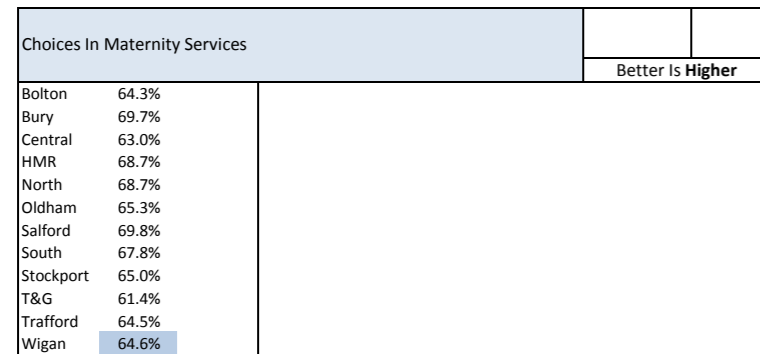 Choices In Maternity Services
Better Is Higher
Bolton 64.3%
Bury 69.7%
Central 63.0%
HMR 68.7%
North 68.7%
Oldham 65.3%
Salford 69.8%
South 67.8%
Stockport 65.0%
T&G 61.4%
Trafford 64.5%
Wigan 64.6%